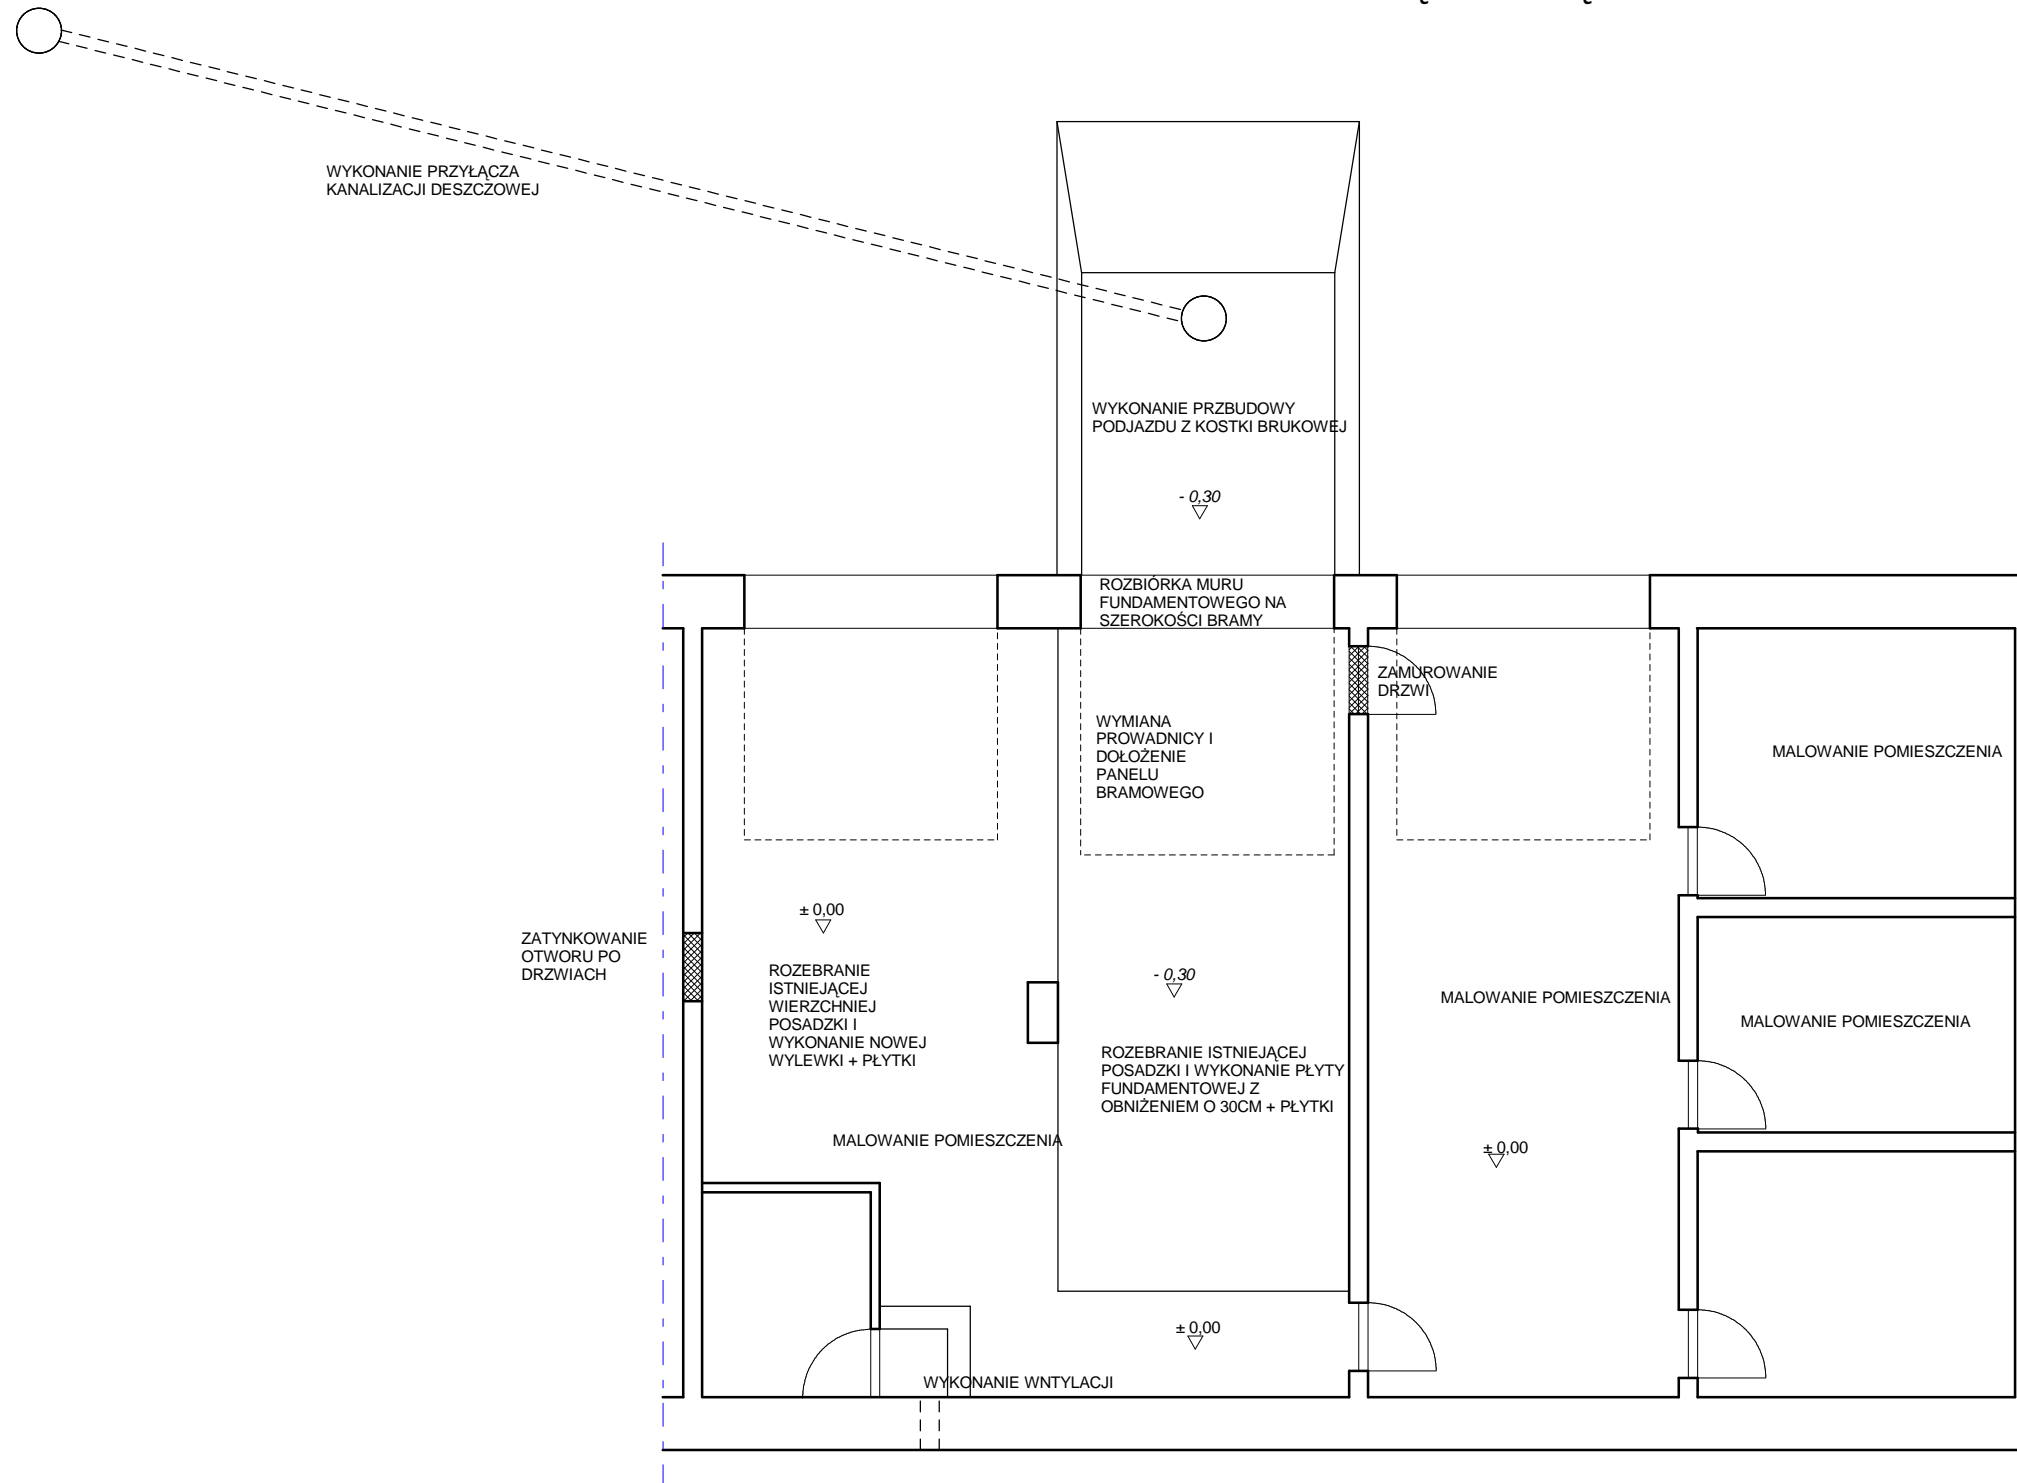 WYKONANIE PRZYŁĄCZA
KANALIZACJI DESZCZOWEJ
WYKONANIE PRZBUDOWY
PODJAZDU Z KOSTKI BRUKOWEJ
- 0,30
ROZBIÓRKA MURU
FUNDAMENTOWEGO NA
SZEROKOŚCI BRAMY
ZAMUROWANIE
DRZWI
WYMIANA
PROWADNICY I
DOŁOŻENIE
PANELU
BRAMOWEGO
MALOWANIE POMIESZCZENIA
± 0,00
ZATYNKOWANIE
OTWORU PO
DRZWIACH
ROZEBRANIE
ISTNIEJĄCEJ
WIERZCHNIEJ
POSADZKI I
WYKONANIE NOWEJ
WYLEWKI + PŁYTKI
- 0,30
MALOWANIE POMIESZCZENIA
MALOWANIE POMIESZCZENIA
ROZEBRANIE ISTNIEJĄCEJ
POSADZKI I WYKONANIE PŁYTY
FUNDAMENTOWEJ Z
OBNIŻENIEM O 30CM + PŁYTKI
MALOWANIE POMIESZCZENIA
± 0,00
± 0,00
WYKONANIE WNTYLACJI